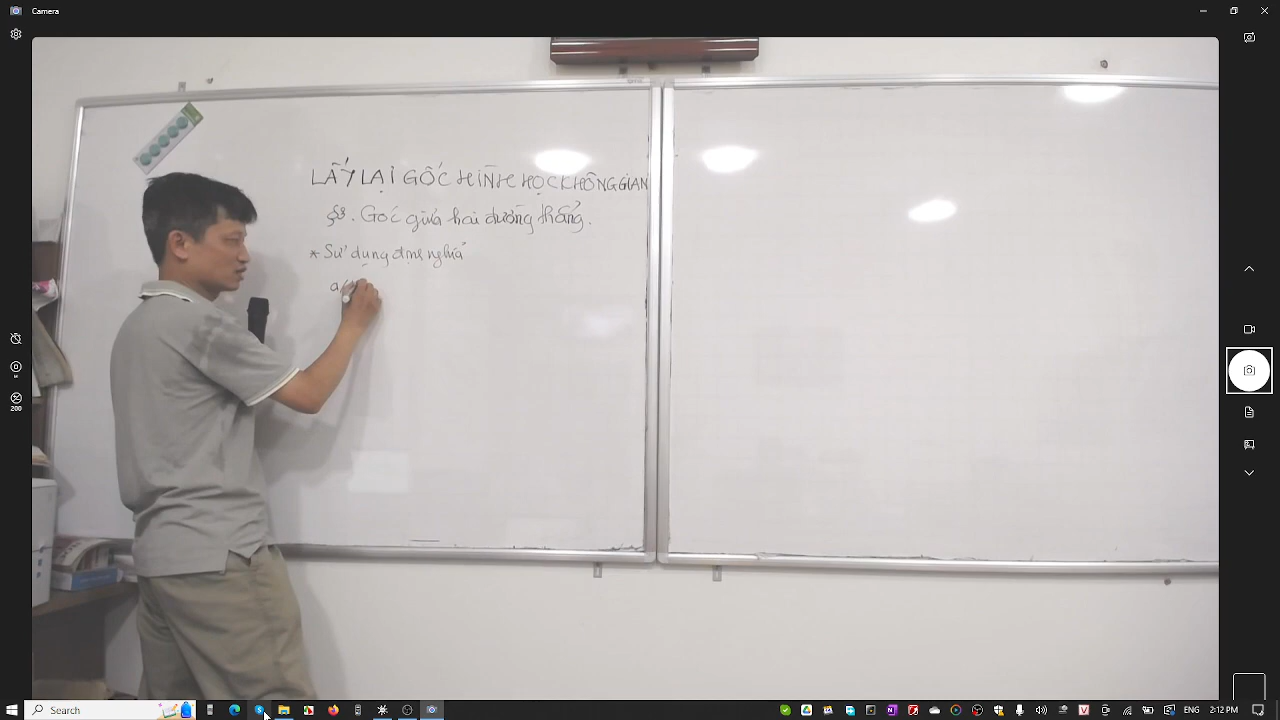 Camera
LẤY LẠI GỐC HÌNH HỌC KHÔNG GIAN
§3. Góc giữa hai đường thẳng.
* Sử dụng định nghĩa
a
200
Search
ENG
2:12 PM